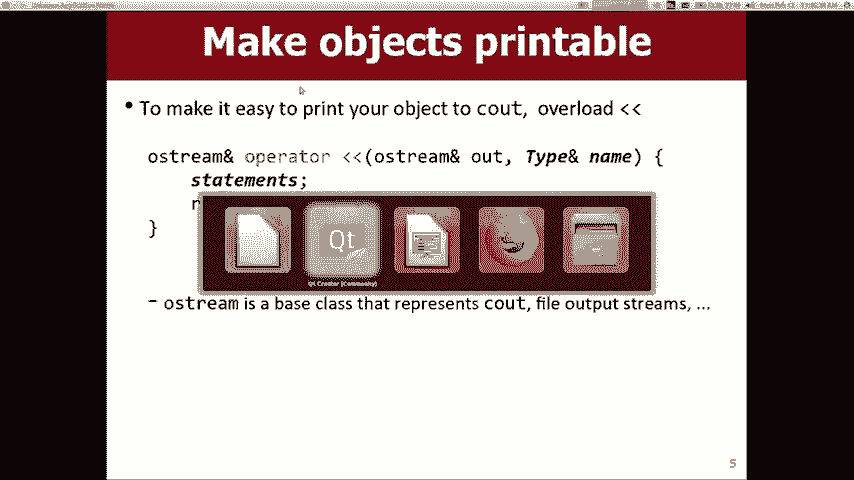 Make objects printable
• To make it easy to print your object to cout, overload <<
ostream& operator <<(ostream& out, Type& name) {
statements;
r
}
Qt
Qt Creator (Community)
– ostream is a base class that represents cout, file output streams, ...
5